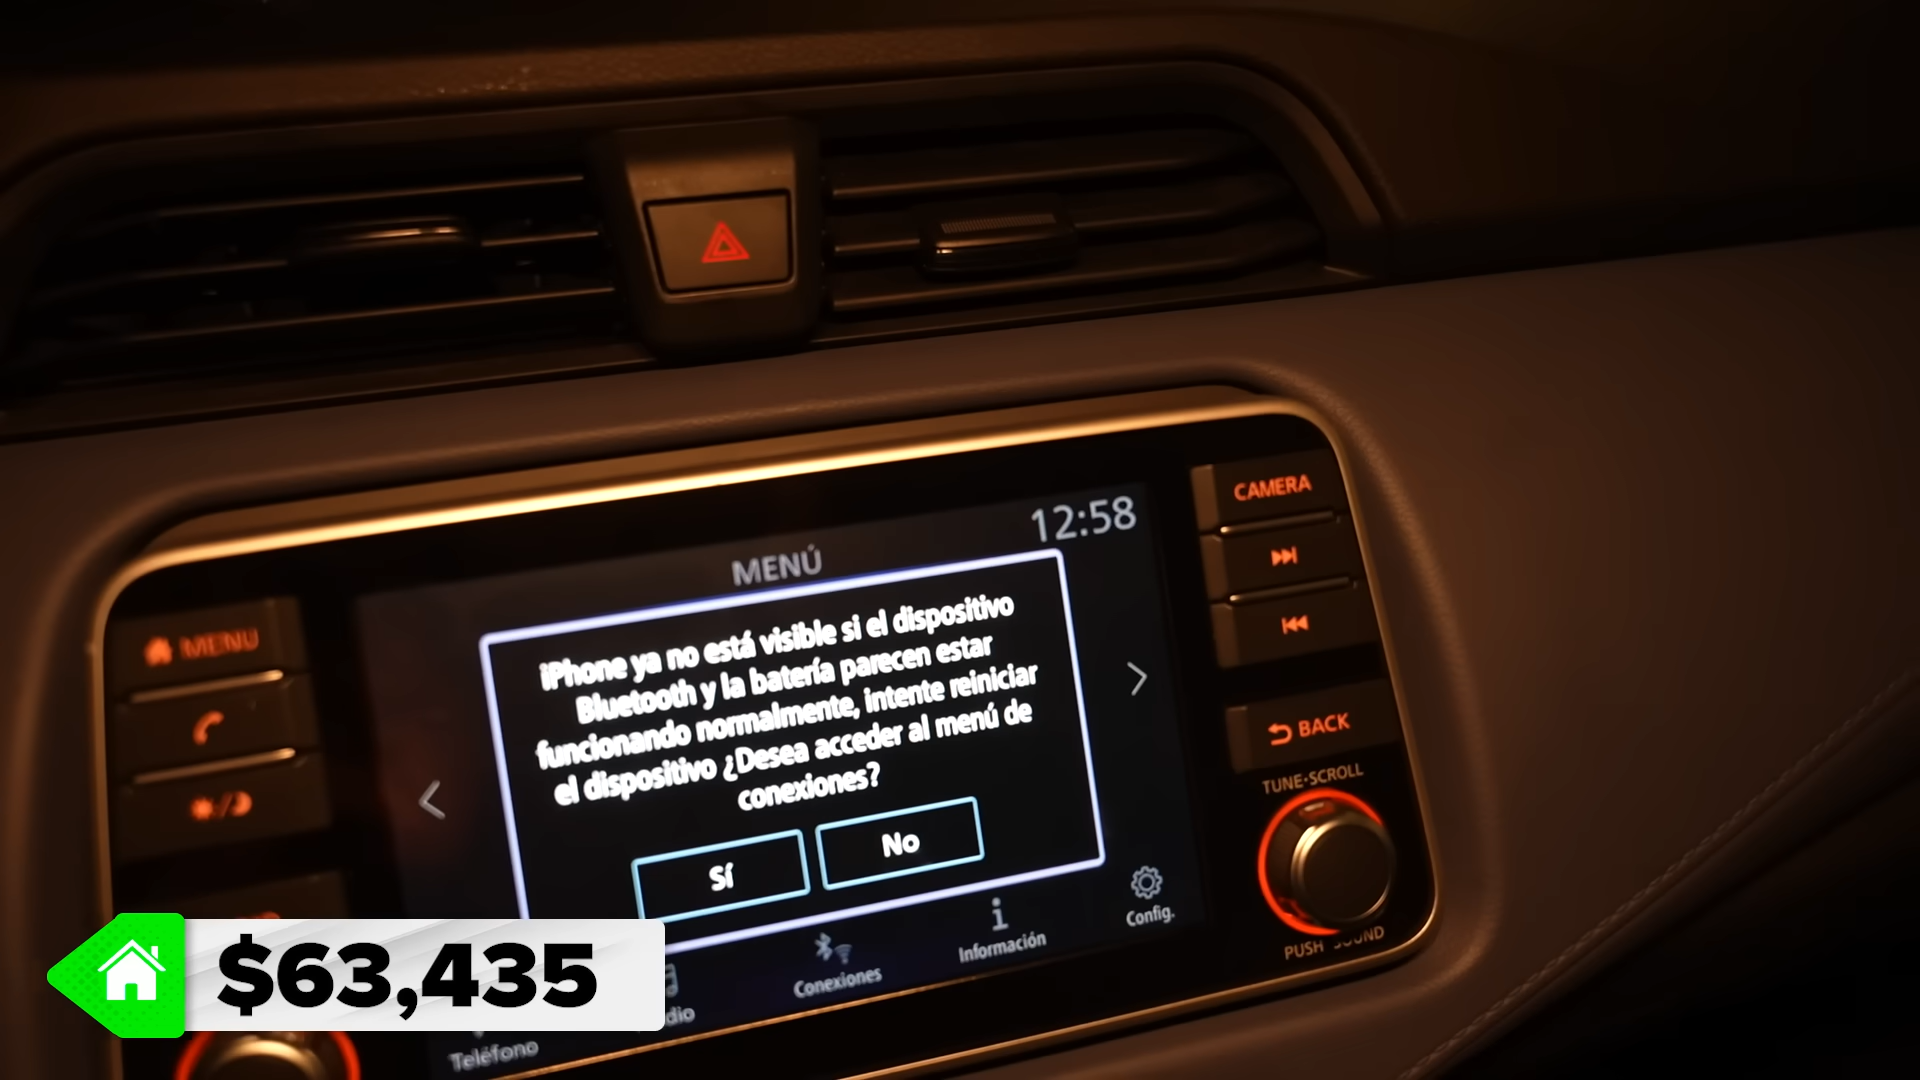 12:58
MENÚ
CAMERA
MENU
iPhone ya no está visible si el dispositivo
Bluetooth y la batería parecen estar
funcionando normalmente, intente reiniciar
el dispositivo ¿Desea acceder al menú de
conexiones?
Sí
No
BACK
TUNE·SCROLL
PUSH SOUND
Config.
Información
Conexiones
dio
Teléfono
$63,435